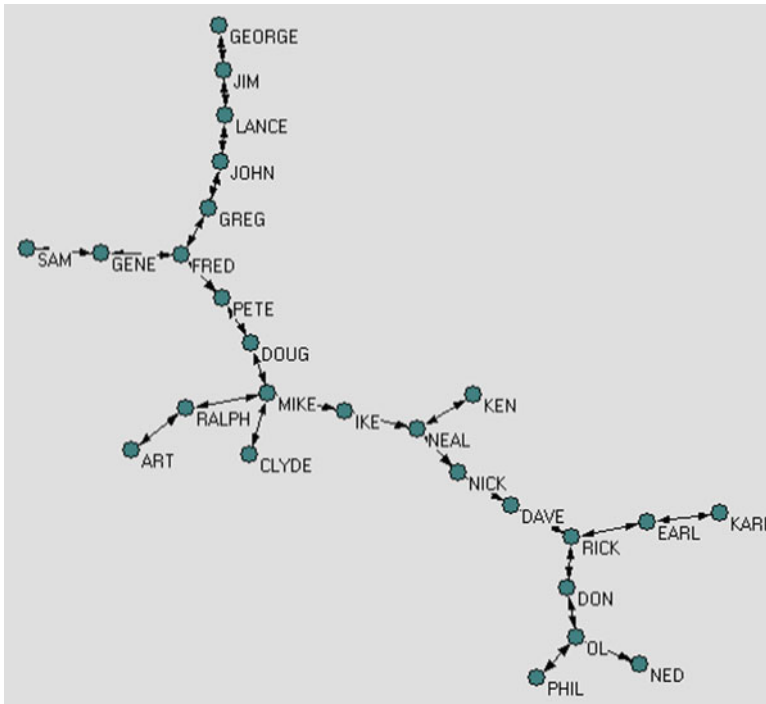 GEORGE
JIM
LANCE
JOHN
GREG
SAM
GENE
FRED
PETE
DOUG
MIKE
KEN
IKE
RALPH
NEAL
ART
CLYDE
NICK
DAVE
KARL
EARL
RICK
DON
OL
NED
PHIL